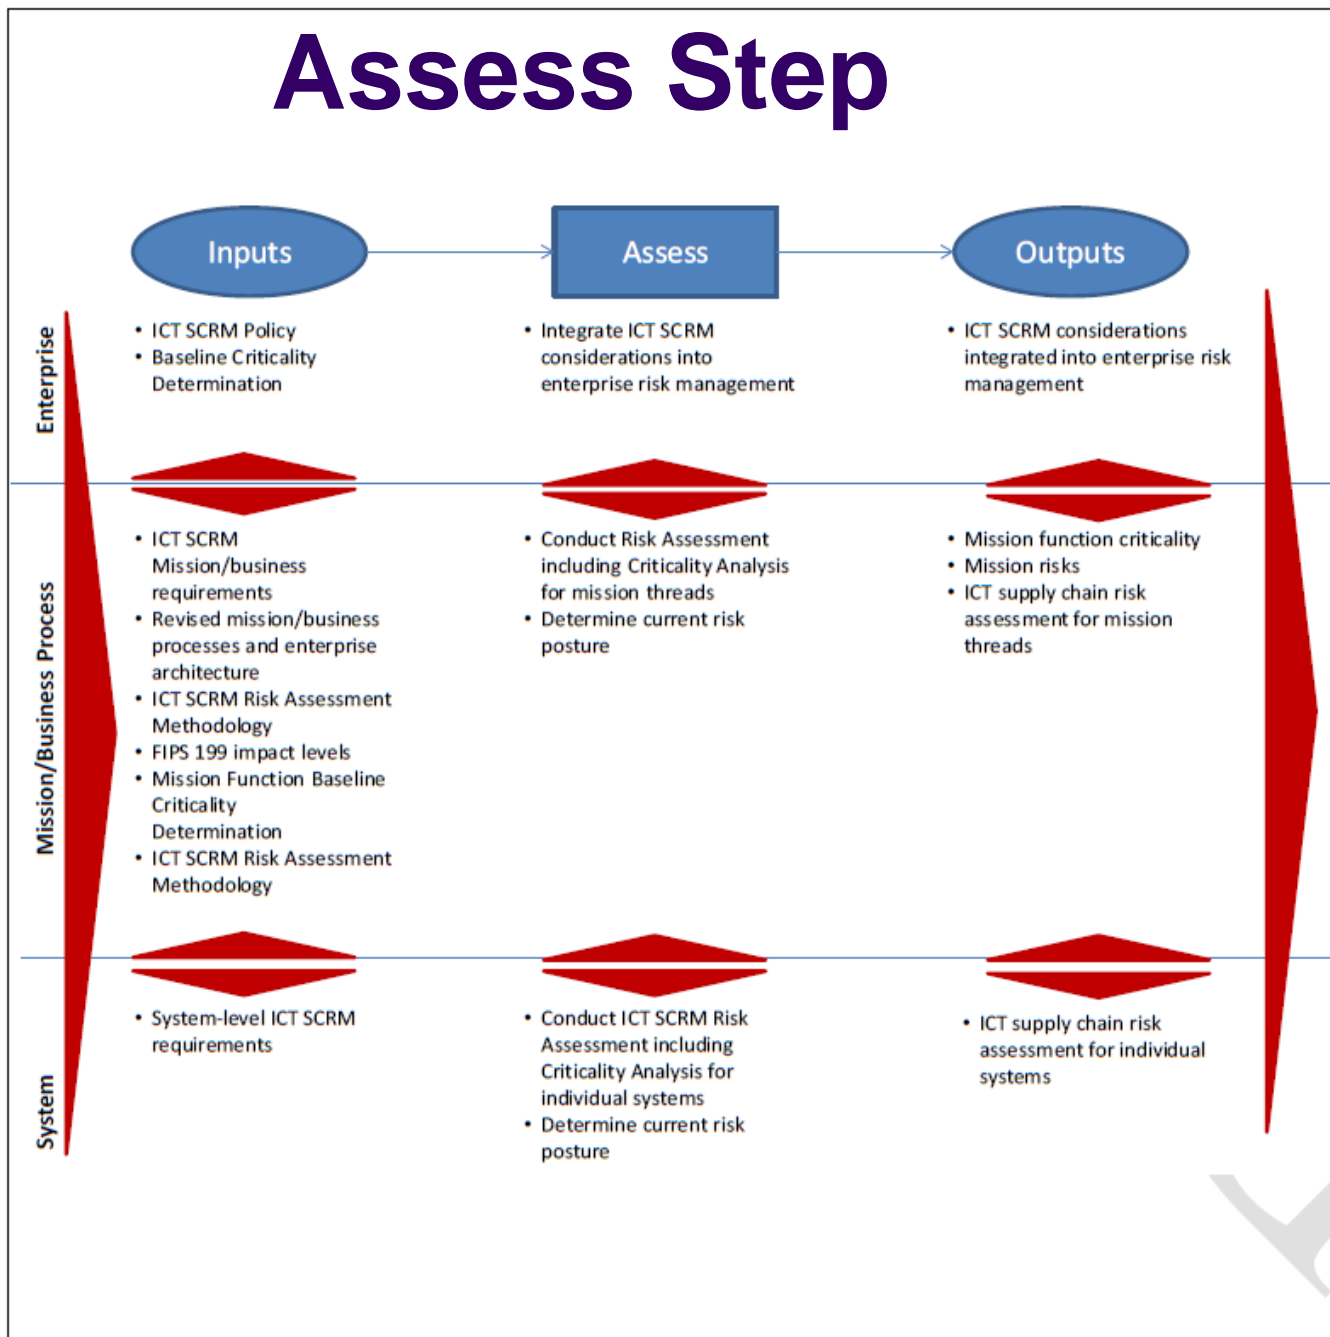 Assess Step
Inputs
Assess
Outputs
Enterprise
• ICT SCRM Policy
• Baseline Criticality
Determination
• Integrate ICT SCRM
considerations into
enterprise risk management
• ICT SCRM considerations
integrated into enterprise risk
management
Mission/Business Process
• ICT SCRM
Mission/business
requirements
• Revised mission/business
processes and enterprise
architecture
• ICT SCRM Risk Assessment
Methodology
• FIPS 199 impact levels
• Mission Function Baseline
Criticality
Determination
• ICT SCRM Risk Assessment
Methodology
• Conduct Risk Assessment
including Criticality Analysis
for mission threads
• Determine current risk
posture
• Mission function criticality
• Mission risks
• ICT supply chain risk
assessment for mission
threads
System
• System-level ICT SCRM
requirements
• Conduct ICT SCRM Risk
Assessment including
Criticality Analysis for
individual systems
• Determine current risk
posture
• ICT supply chain risk
assessment for individual
systems